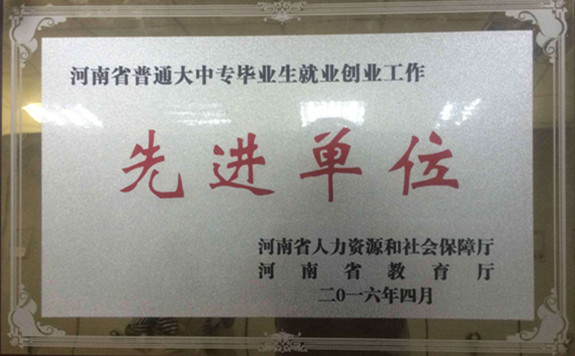 河南省普通大中专毕业生就业创业工作
先进单位
河南省人力资源和社会保障厅
河南省教育厅
二0一六年四月